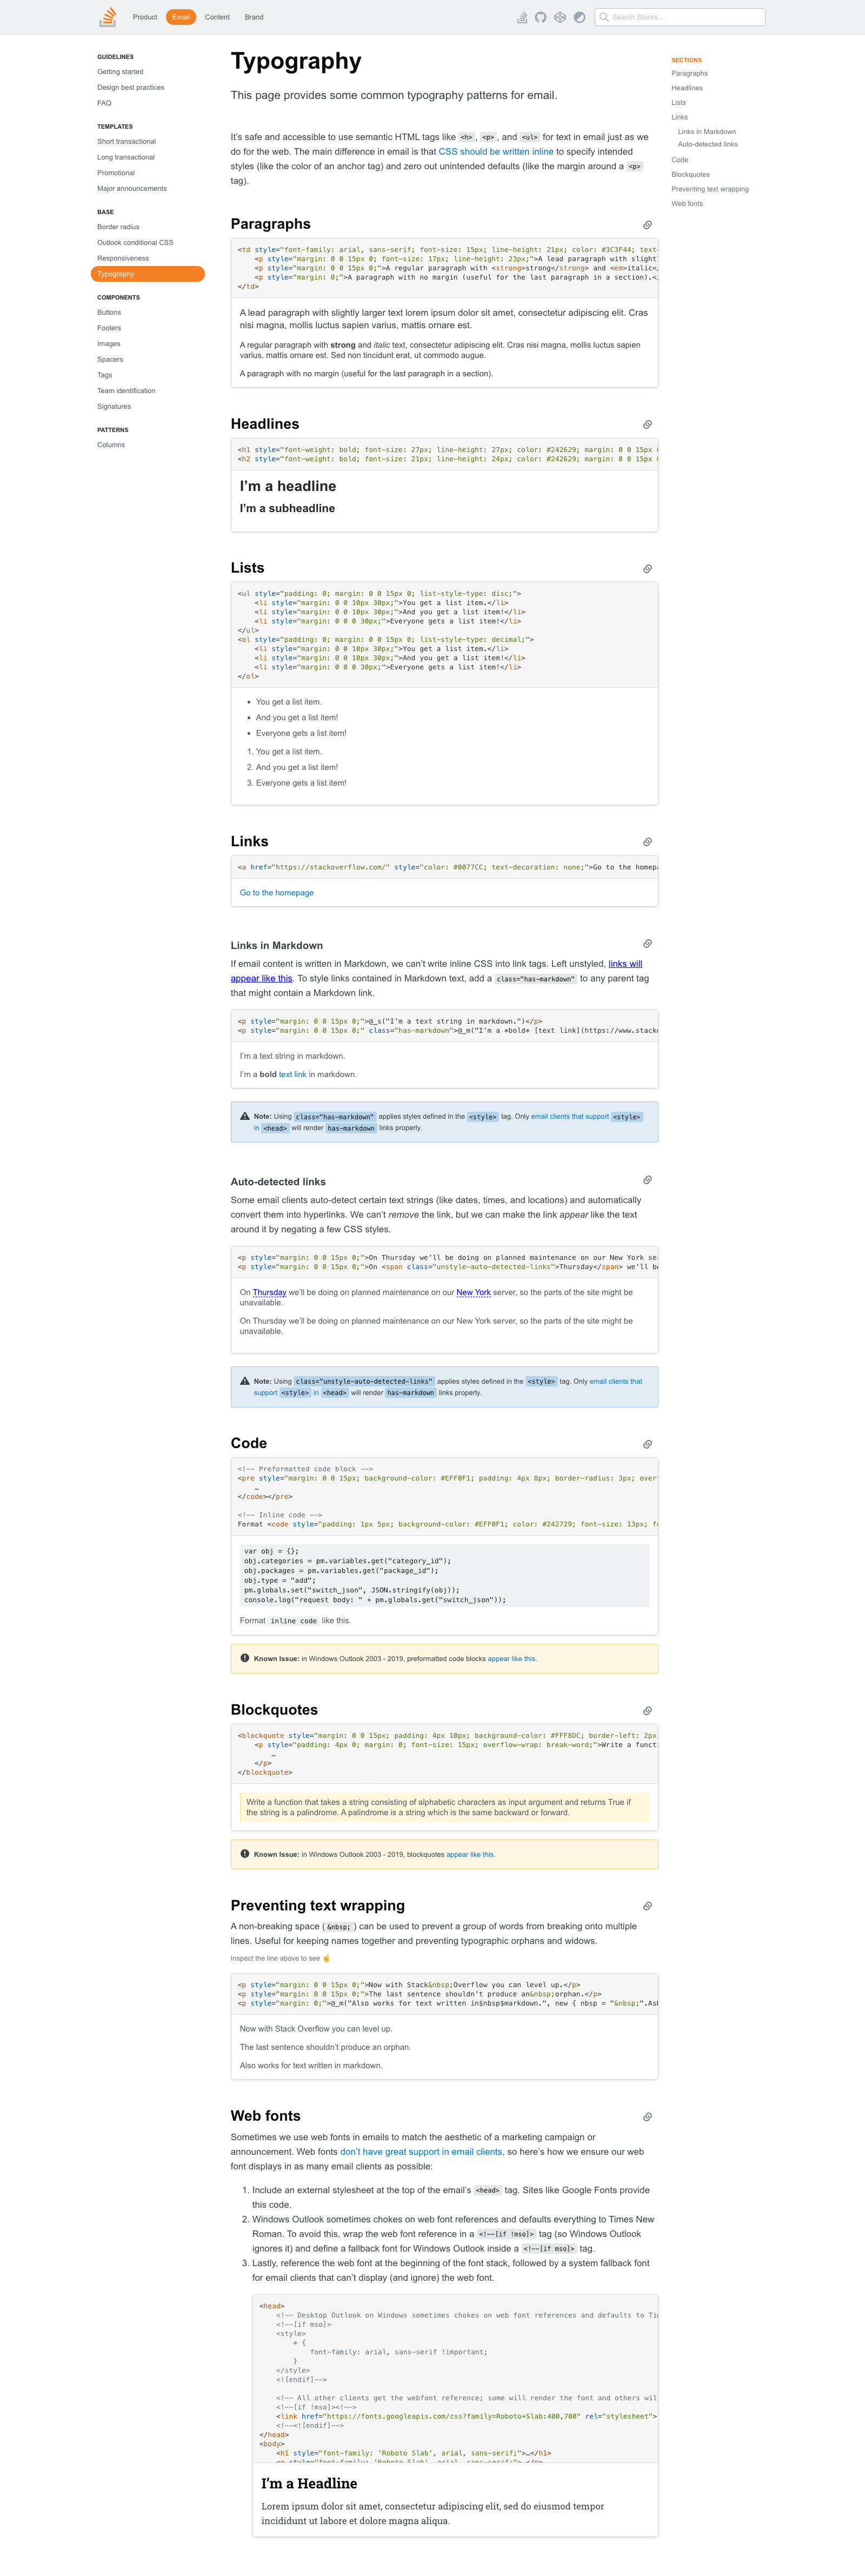 Product Email Content Brand
Search Stacks…
GUIDELINES
Getting started
Design best practices
FAQ
TEMPLATES
Short transactional
Long transactional
Promotional
Major announcements
BASE
Border radius
Outlook conditional CSS
Responsiveness
Typography
COMPONENTS
Buttons
Footers
Images
Spacers
Tags
Team identification
Signatures
PATTERNS
Columns
Typography
This page provides some common typography patterns for email.
It’s safe and accessible to use semantic HTML tags like <h>, <p>, and <ul> for text in email just as we
do for the web. The main difference in email is that CSS should be written inline to specify intended
styles (like the color of an anchor tag) and zero out unintended defaults (like the margin around a <p>
tag).
Paragraphs
<td style="font-family: arial, sans-serif; font-size: 15px; line-height: 21px; color: #3C3F44; text-
<p style="margin: 0 0 15px 0; font-size: 17px; line-height: 23px;">A lead paragraph with slight
<p style="margin: 0 0 15px 0;">A regular paragraph with <strong>strong</strong> and <em>italic</
<p style="margin: 0;">A paragraph with no margin (useful for the last paragraph in a section).<
</td>
A lead paragraph with slightly larger text lorem ipsum dolor sit amet, consectetur adipiscing elit. Cras
nisi magna, mollis luctus sapien varius, mattis ornare est.
A regular paragraph with strong and italic text, consectetur adipiscing elit. Cras nisi magna, mollis luctus sapien
varius, mattis ornare est. Sed non tincidunt erat, ut commodo augue.
A paragraph with no margin (useful for the last paragraph in a section).
Headlines
<h1 style="font-weight: bold; font-size: 27px; line-height: 27px; color: #242629; margin: 0 0 15px
<h2 style="font-weight: bold; font-size: 21px; line-height: 24px; color: #242629; margin: 0 0 15px
I’m a headline
I’m a subheadline
Lists
<ul style="padding: 0; margin: 0 0 15px 0; list-style-type: disc;">
<li style="margin: 0 0 10px 30px;">You get a list item.</li>
<li style="margin: 0 0 10px 30px;">And you get a list item!</li>
<li style="margin: 0 0 0 30px;">Everyone gets a list item!</li>
</ul>
<ol style="padding: 0; margin: 0 0 15px 0; list-style-type: decimal;">
<li style="margin: 0 0 10px 30px;">You get a list item.</li>
<li style="margin: 0 0 10px 30px;">And you get a list item!</li>
<li style="margin: 0 0 0 30px;">Everyone gets a list item!</li>
</ol>
• You get a list item.
• And you get a list item!
• Everyone gets a list item!
1. You get a list item.
2. And you get a list item!
3. Everyone gets a list item!
Links
<a href="https://stackoverflow.com/" style="color: #0077CC; text-decoration: none;">Go to the homep
Go to the homepage
Links in Markdown
If email content is written in Markdown, we can’t write inline CSS into link tags. Left unstyled, links will
appear like this. To style links contained in Markdown text, add a class="has-markdown" to any parent tag
that might contain a Markdown link.
<p style="margin: 0 0 15px 0;">@_s("I’m a text string in markdown.")</p>
<p style="margin: 0 0 15px 0;" class="has-markdown">@_m("I’m a *bold* [text link](https://www.stack
I’m a text string in markdown.
I’m a bold text link in markdown.
Note: Using class="has-markdown" applies styles defined in the <style> tag. Only email clients that support <style>
in <head> will render has-markdown links properly.
Auto-detected links
Some email clients auto-detect certain text strings (like dates, times, and locations) and automatically
convert them into hyperlinks. We can’t remove the link, but we can make the link appear like the text
around it by negating a few CSS styles.
<p style="margin: 0 0 15px 0;">On Thursday we’ll be doing on planned maintenance on our New York se
<p style="margin: 0 0 15px 0;">On <span class="unstyle-auto-detected-links">Thursday</span> we’ll b
On Thursday we’ll be doing on planned maintenance on our New York server, so the parts of the site might be
unavailable.
On Thursday we’ll be doing on planned maintenance on our New York server, so the parts of the site might be
unavailable.
Note: Using class="unstyle-auto-detected-links" applies styles defined in the <style> tag. Only email clients that
support <style> in <head> will render has-markdown links properly.
Code
<!-- Preformatted code block -->
<pre style="margin: 0 0 15px; background-color: #EFF0F1; padding: 4px 8px; border-radius: 3px; over
…
</code></pre>
<!-- Inline code -->
Format <code style="padding: 1px 5px; background-color: #EFF0F1; color: #242729; font-size: 13px; f
var obj = {};
obj.categories = pm.variables.get("category_id");
obj.packages = pm.variables.get("package_id");
obj.type = "add";
pm.globals.set("switch_json", JSON.stringify(obj));
console.log("request body: " + pm.globals.get("switch_json"));
Format inline code like this.
Known Issue: in Windows Outlook 2003 - 2019, preformatted code blocks appear like this.
Blockquotes
<blockquote style="margin: 0 0 15px; padding: 4px 10px; background-color: #FFF8DC; border-left: 2px
<p style="padding: 4px 0; margin: 0; font-size: 15px; overflow-wrap: break-word;">Write a functi
…
</p>
</blockquote>
Write a function that takes a string consisting of alphabetic characters as input argument and returns True if
the string is a palindrome. A palindrome is a string which is the same backward or forward.
Known Issue: in Windows Outlook 2003 - 2019, blockquotes appear like this.
Preventing text wrapping
A non-breaking space (&nbsp;) can be used to prevent a group of words from breaking onto multiple
lines. Useful for keeping names together and preventing typographic orphans and widows.
Inspect the line above to see ☝
<p style="margin: 0 0 15px 0;">Now with Stack&nbsp;Overflow you can level up.</p>
<p style="margin: 0 0 15px 0;">The last sentence shouldn’t produce an&nbsp;orphan.</p>
<p style="margin: 0;">@_m("Also works for text written in$nbsp$markdown.", new { nbsp = "&nbsp;".As
Now with Stack Overflow you can level up.
The last sentence shouldn’t produce an orphan.
Also works for text written in markdown.
Web fonts
Sometimes we use web fonts in emails to match the aesthetic of a marketing campaign or
announcement. Web fonts don’t have great support in email clients, so here’s how we ensure our web
font displays in as many email clients as possible:
1. Include an external stylesheet at the top of the email’s <head> tag. Sites like Google Fonts provide
this code.
2. Windows Outlook sometimes chokes on web font references and defaults everything to Times New
Roman. To avoid this, wrap the web font reference in a <!--[if !mso]> tag (so Windows Outlook
ignores it) and define a fallback font for Windows Outlook inside a <!--[if mso]> tag.
3. Lastly, reference the web font at the beginning of the font stack, followed by a system fallback font
for email clients that can’t display (and ignore) the web font.
<head>
<!-- Desktop Outlook on Windows sometimes chokes on web font references and defaults to Tim
<!--[if mso]>
<style>
* {
font-family: arial, sans-serif !important;
}
</style>
<![endif]-->
<!-- All other clients get the webfont reference; some will render the font and others wil
<!--[if !mso]><!-->
<link href="https://fonts.googleapis.com/css?family=Roboto+Slab:400,700" rel="stylesheet">
<!--<![endif]-->
</head>
<body>
<h1 style="font-family: 'Roboto Slab', arial, sans-serif;">…</h1>
<p style="font-family: 'Roboto Slab', arial, sans-serif;">…</p>
I’m a Headline
Lorem ipsum dolor sit amet, consectetur adipiscing elit, sed do eiusmod tempor
incididunt ut labore et dolore magna aliqua.
SECTIONS
Paragraphs
Headlines
Lists
Links
Links in Markdown
Auto-detected links
Code
Blockquotes
Preventing text wrapping
Web fonts